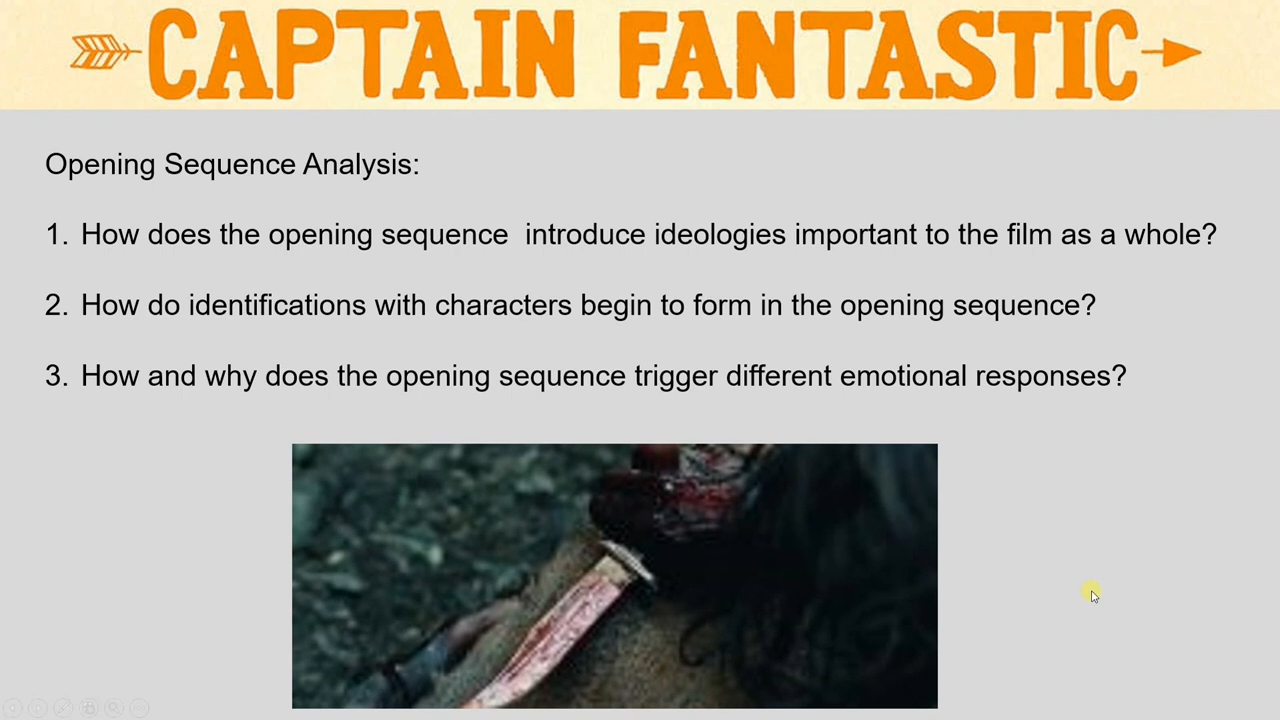 CAPTAIN FANTASTIC
Opening Sequence Analysis:
1. How does the opening sequence  introduce ideologies important to the film as a whole?
2. How do identifications with characters begin to form in the opening sequence?
3. How and why does the opening sequence trigger different emotional responses?